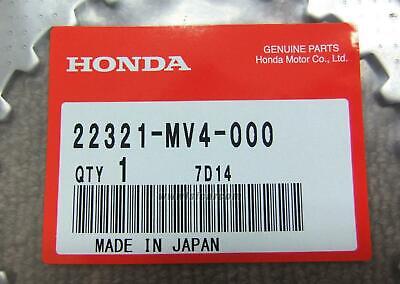 GENUINE PARTS
HONDA Honda Motor Co., Ltd.
22321-MV4-000
QTY 1 7D14
MADE IN JAPAN